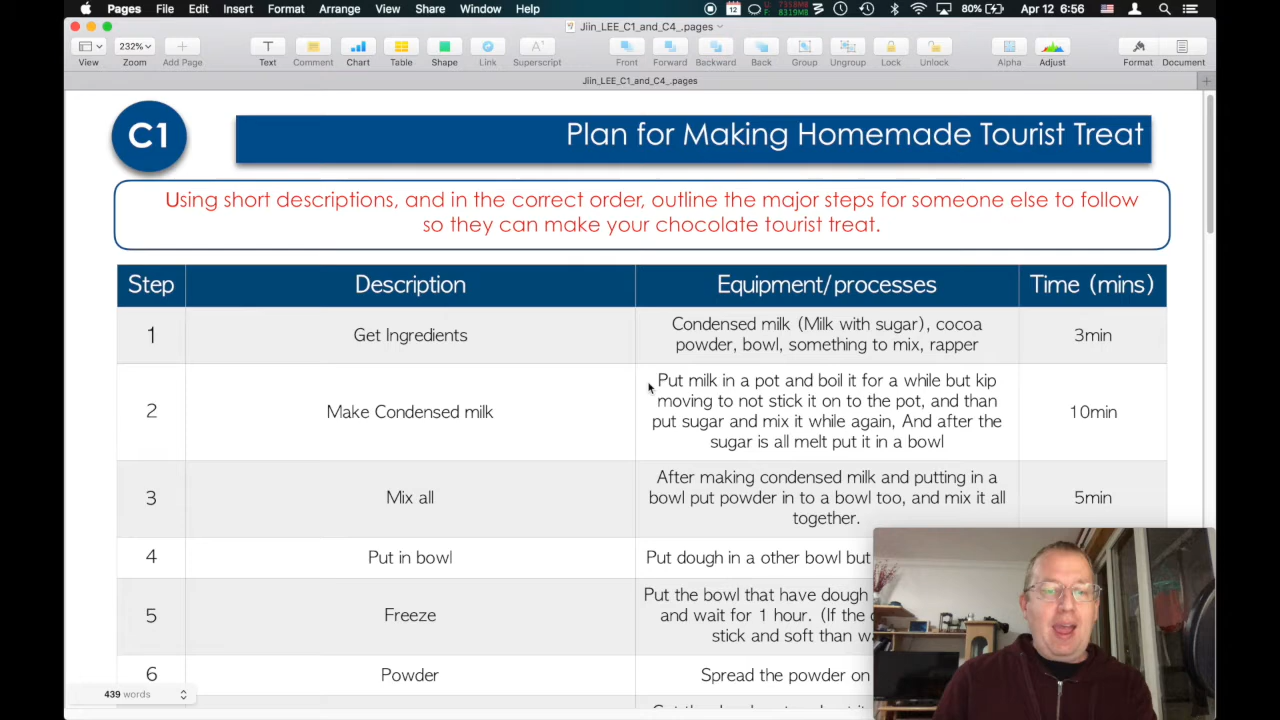 Pages File Edit Insert Format Arrange View Share Window Help 80% Apr 12 6:56
Jiin_LEE_C1_and_C4_.pages
232%
View Zoom Add Page Text Comment Chart Table Shape Link Superscript Front Forward Backward Back Group Ungroup Lock Unlock Alpha Adjust Format Document
Jiin_LEE_C1_and_C4_.pages
C1
Plan for Making Homemade Tourist Treat
Using short descriptions, and in the correct order, outline the major steps for someone else to follow
so they can make your chocolate tourist treat.
Step Description Equipment/processes Time (mins)
1 Get Ingredients Condensed milk (Milk with sugar), cocoa
powder, bowl, something to mix, rapper 3min
2 Make Condensed milk Put milk in a pot and boil it for a while but kip
moving to not stick it on to the pot, and than
put sugar and mix it while again, And after the
sugar is all melt put it in a bowl 10min
3 Mix all After making condensed milk and putting in a
bowl put powder in to a bowl too, and mix it all
together. 5min
4 Put in bowl Put dough in a other bowl but
5 Freeze Put the bowl that have dough
and wait for 1 hour. (If the
stick and soft than
6 Powder Spread the powder on
439 words